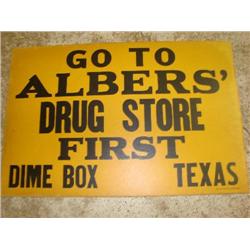 GO TO
ALBERS'
DRUG STORE
FIRST
DIME BOX TEXAS